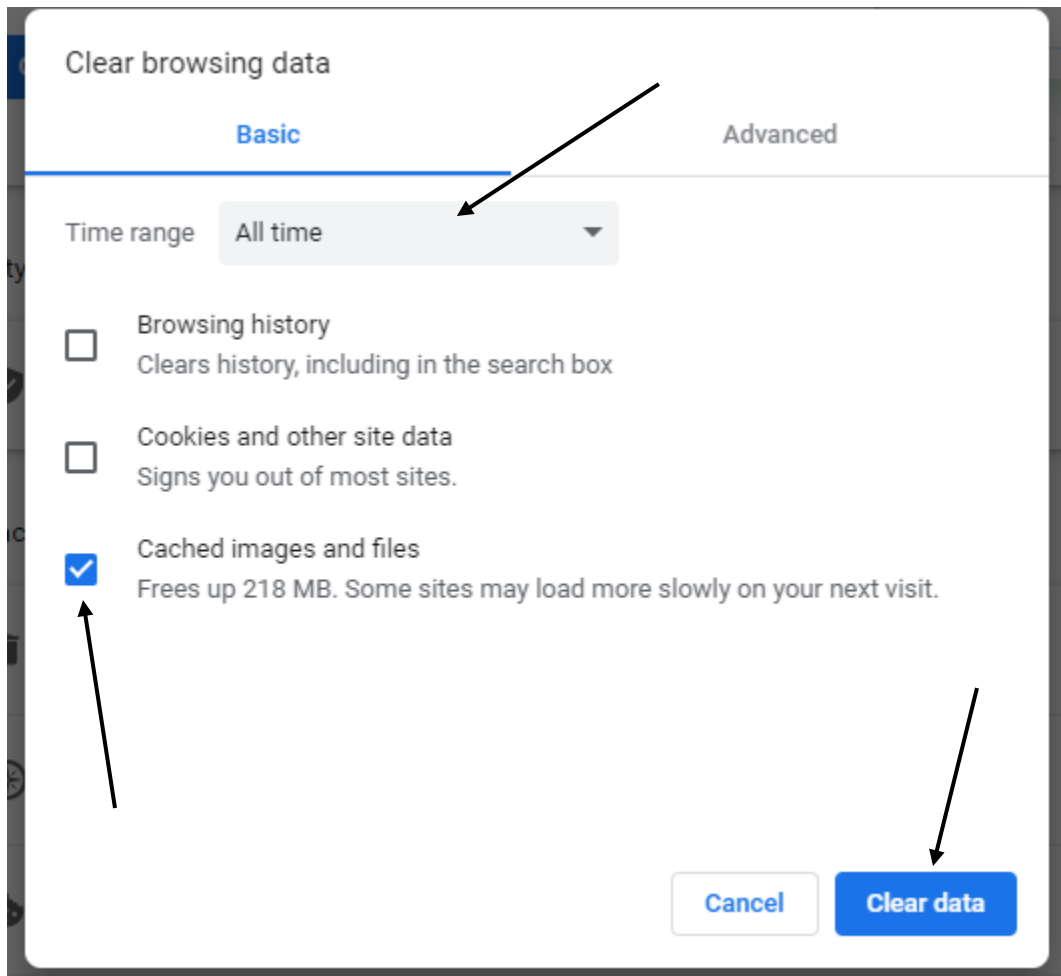 Clear browsing data
Basic
Advanced
Time range
All time
Browsing history
Clears history, including in the search box
Cookies and other site data
Signs you out of most sites.
Cached images and files
Frees up 218 MB. Some sites may load more slowly on your next visit.
Cancel
Clear data